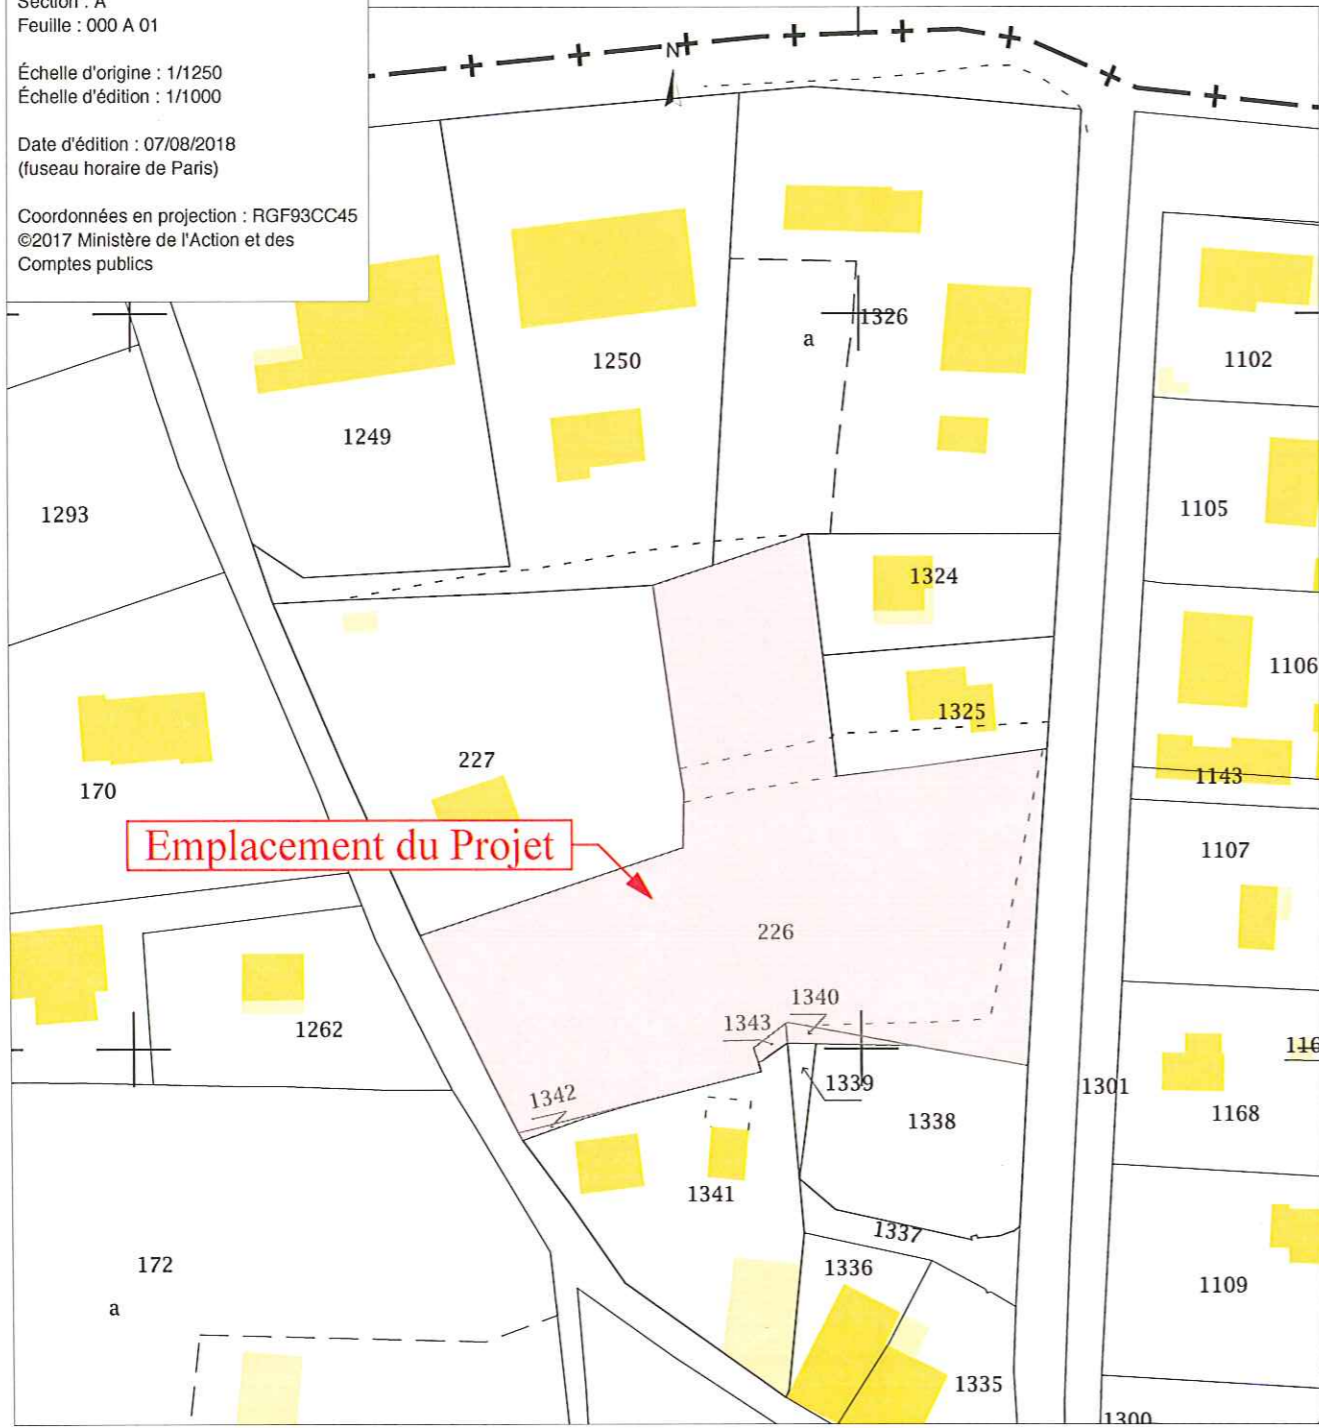 Section : A
Feuille : 000 A 01
Échelle d'origine : 1/1250
Échelle d'édition : 1/1000
Date d'édition : 07/08/2018
(fuseau horaire de Paris)
Coordonnées en projection : RGF93CC45
©2017 Ministère de l'Action et des
Comptes publics
N
1326
a
1250
1102
1249
1293
1105
1324
1106
1325
227
170
1143
Emplacement du Projet
1107
226
1340
1343
1262
1339
1342
1301
1338
1168
1341
1337
172
1336
a
1109
1335
1300